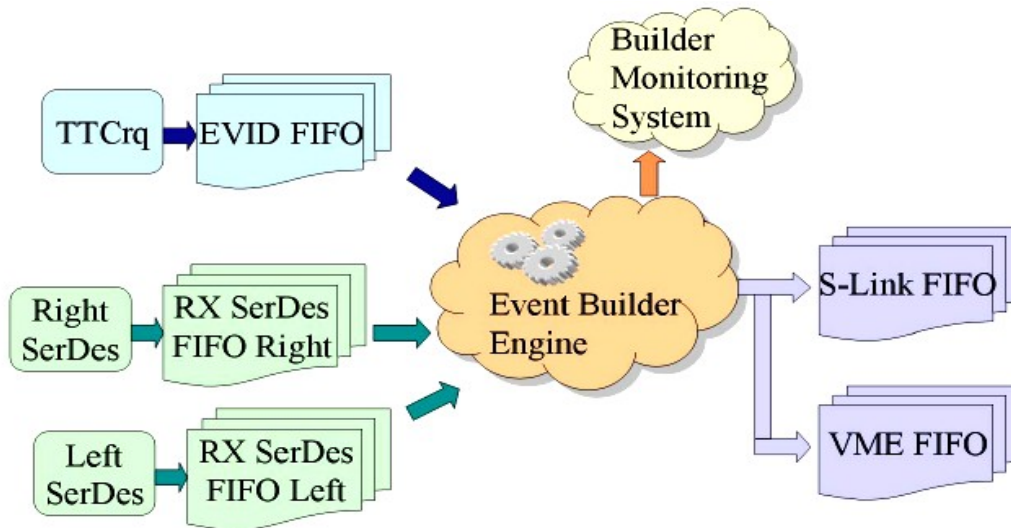 Builder
Monitoring
System
TTCrq
EVID FIFO
Right
SerDes
RX SerDes
FIFO Right
Event Builder
Engine
S-Link FIFO
Left
SerDes
RX SerDes
FIFO Left
VME FIFO